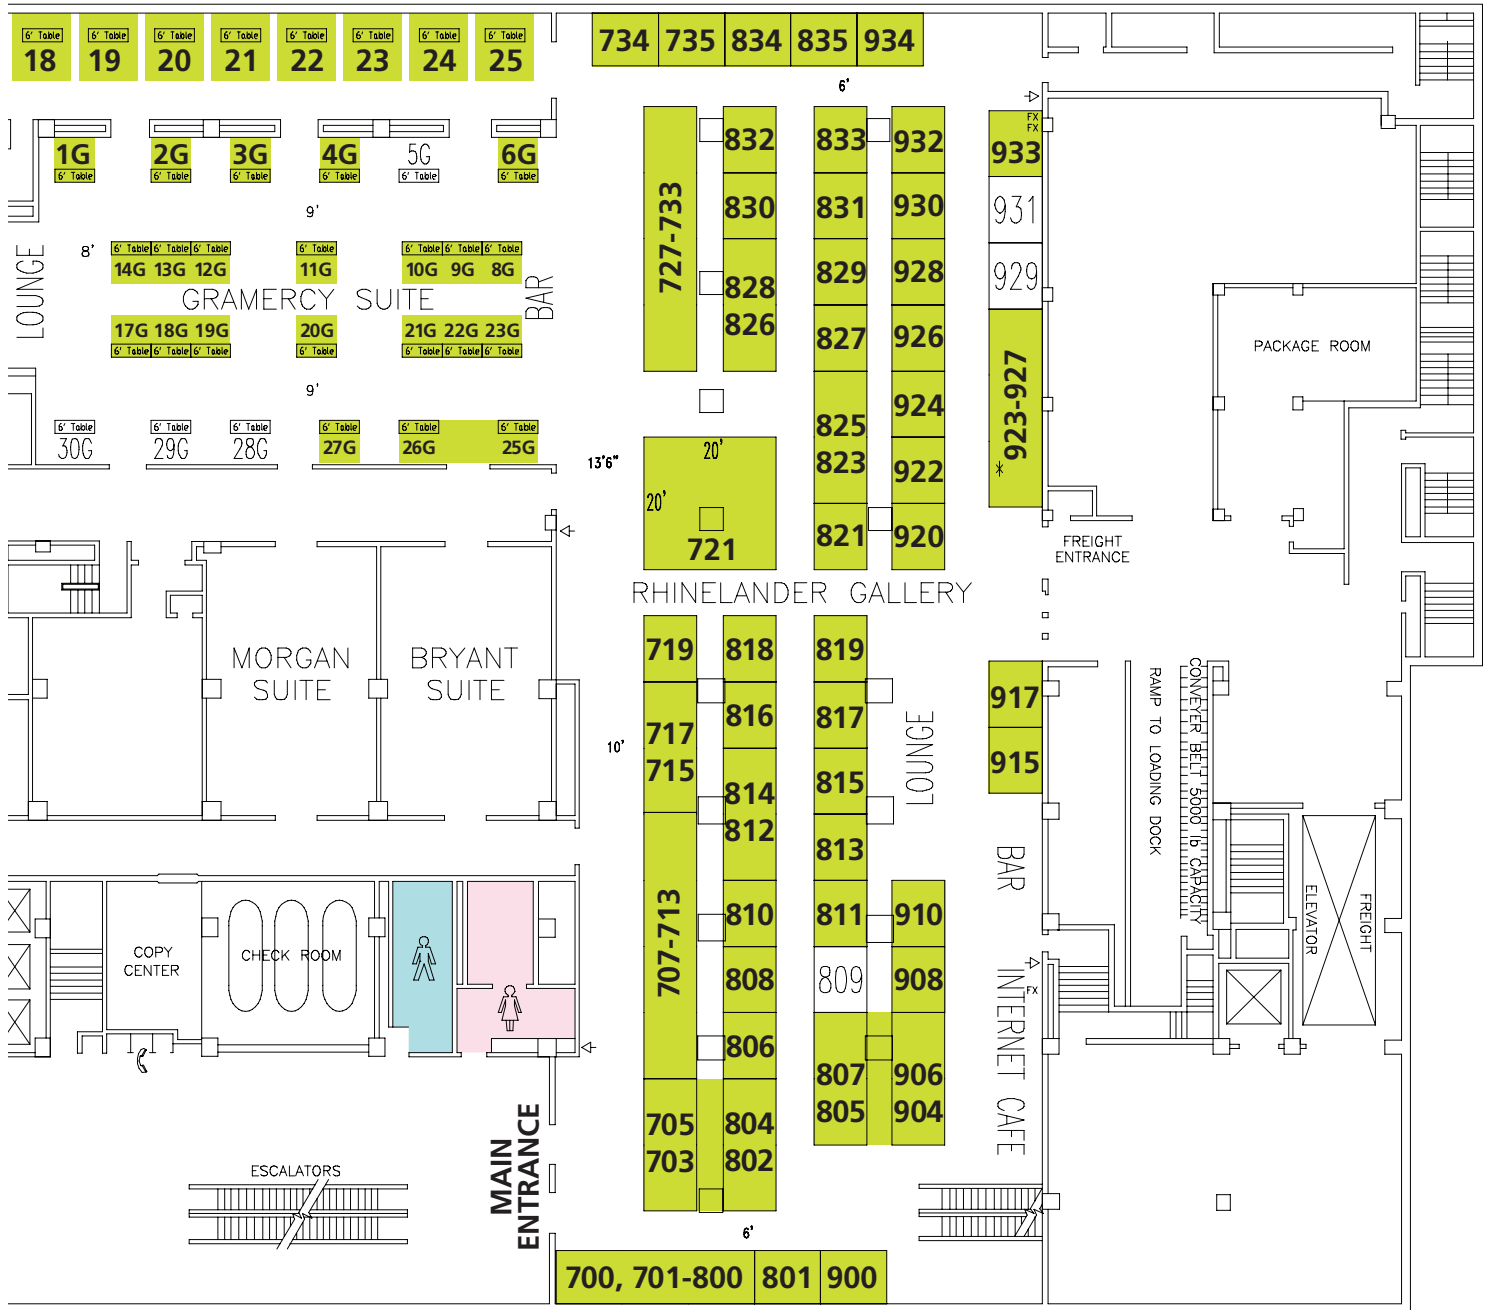 6' Table 6' Table 6' Table 6' Table 6' Table 6' Table 6' Table 6' Table
18 19 20 21 22 23 24 25
734 735 834 835 934
6'
1G 2G 3G 4G 5G 6G
6' Table 6' Table 6' Table 6' Table 6' Table 6' Table
9'
8'
6' Table 6' Table 6' Table 6' Table 6' Table 6' Table 6' Table
14G 13G 12G 11G 10G 9G 8G
LOUNGE
GRAMERCY SUITE
BAR
17G 18G 19G 20G 21G 22G 23G
6' Table 6' Table 6' Table 6' Table 6' Table 6' Table 6' Table
9'
6' Table 6' Table 6' Table 6' Table 6' Table 6' Table
30G 29G 28G 27G 26G 25G
727-733
832 833 932
FX
FX
933
830 831 930
931
828 829 928
929
826 827 926
PACKAGE ROOM
924
825
923-927
*
823 922
13'6"
20'
20'
721
821 920
FREIGHT
ENTRANCE
RHINELANDER GALLERY
MORGAN
SUITE
BRYANT
SUITE
719 818 819
717 816 817
917
715
815
915
LOUNGE
10'
814
812
813
BAR
RAMP TO LOADING DOCK
CONVEYER BELT 5000 lb CAPACITY
FREIGHT
ELEVATOR
707-713
810 811 910
808 809 908
806
807 906
805 904
INTERNET CAFE
FX
COPY
CENTER
CHECK ROOM
705 804
703 802
MAIN
ENTRANCE
ESCALATORS
6'
700, 701-800 801 900